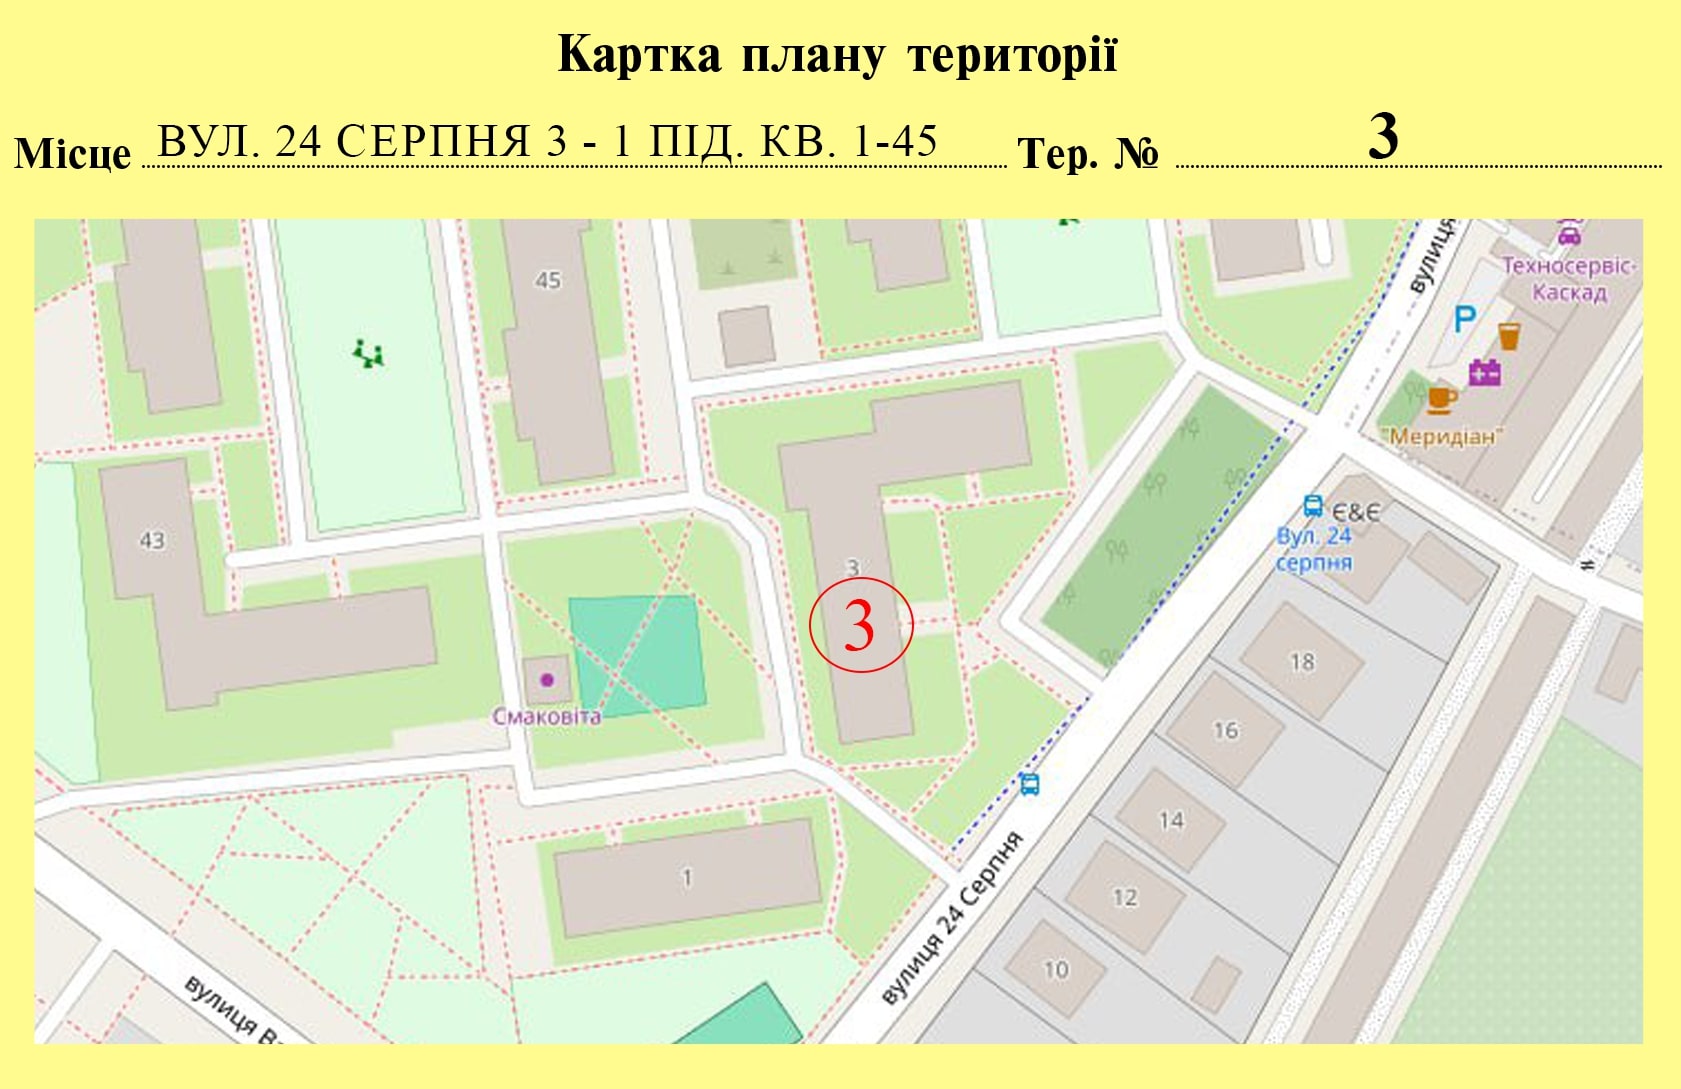 Картка плану території
Місце ВУЛ. 24 СЕРПНЯ 3 - 1 ПІД. КВ. 1-45 Тер. № 3
вулиця
Техносервіс-
Каскад
45
P
"Меридіан"
43
Є&Є
Вул. 24
серпня
3
3
18
Смаковіта
16
14
1
12
вулиця 24 Серпня
10
вулиця Ва